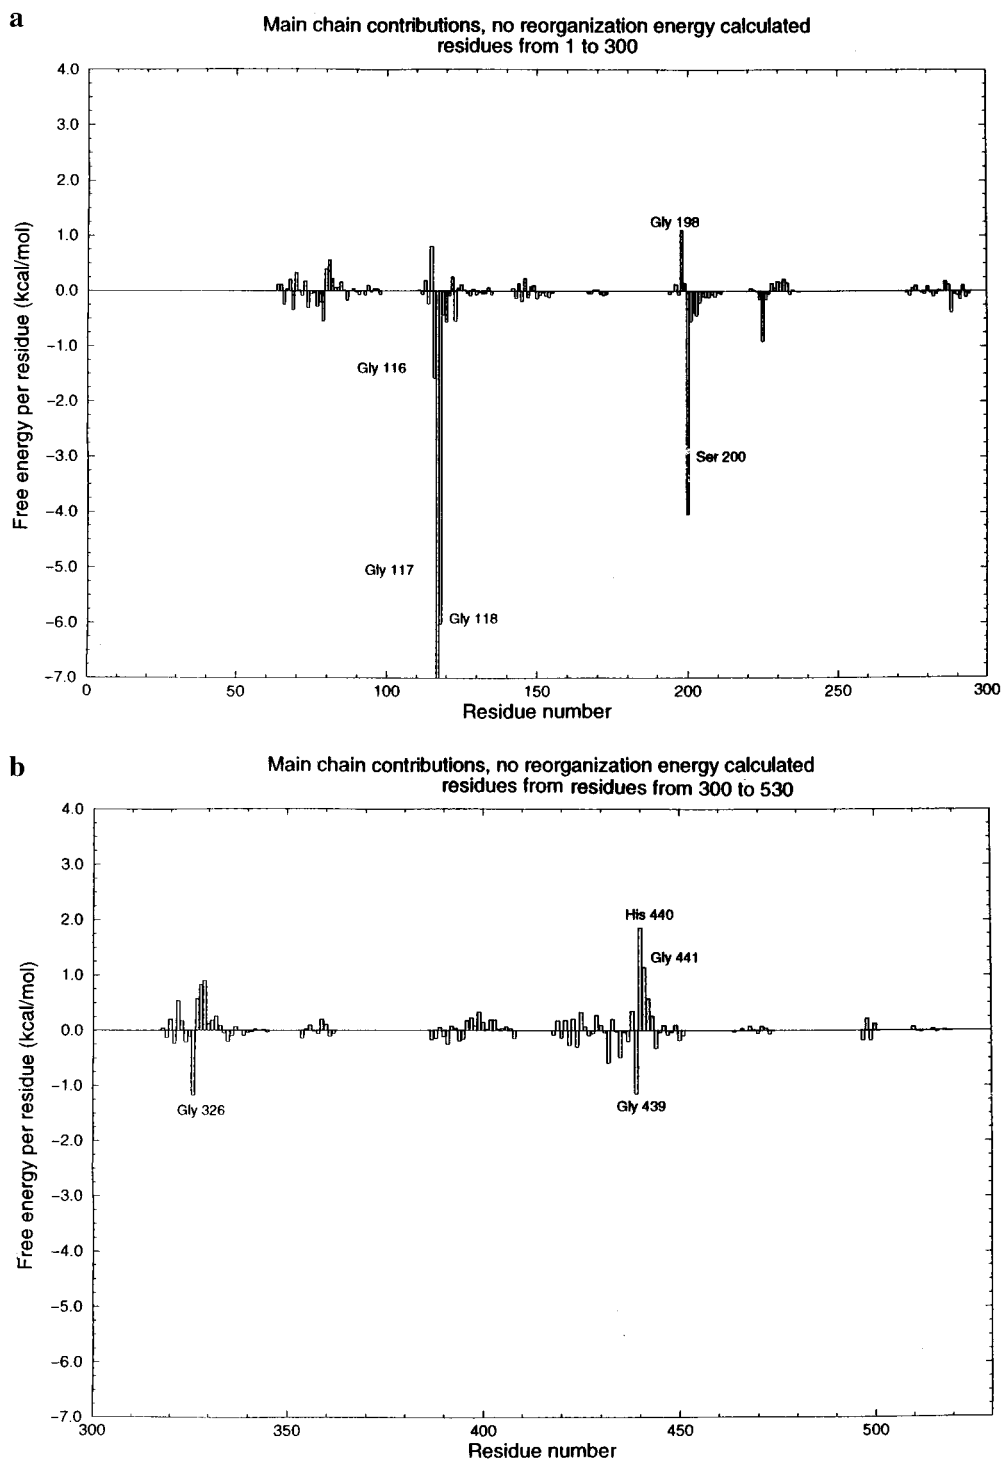 a
Main chain contributions, no reorganization energy calculated
residues from 1 to 300
4.0
3.0
2.0
1.0
0.0
−1.0
−2.0
−3.0
−4.0
−5.0
−6.0
−7.0
Free energy per residue (kcal/mol)
Gly 198
Gly 116
Ser 200
Gly 117
Gly 118
0
50
100
150
200
250
300
Residue number
b
Main chain contributions, no reorganization energy calculated
residues from residues from 300 to 530
4.0
3.0
2.0
1.0
0.0
−1.0
−2.0
−3.0
−4.0
−5.0
−6.0
−7.0
Free energy per residue (kcal/mol)
His 440
Gly 441
Gly 326
Gly 439
300
350
400
450
500
Residue number